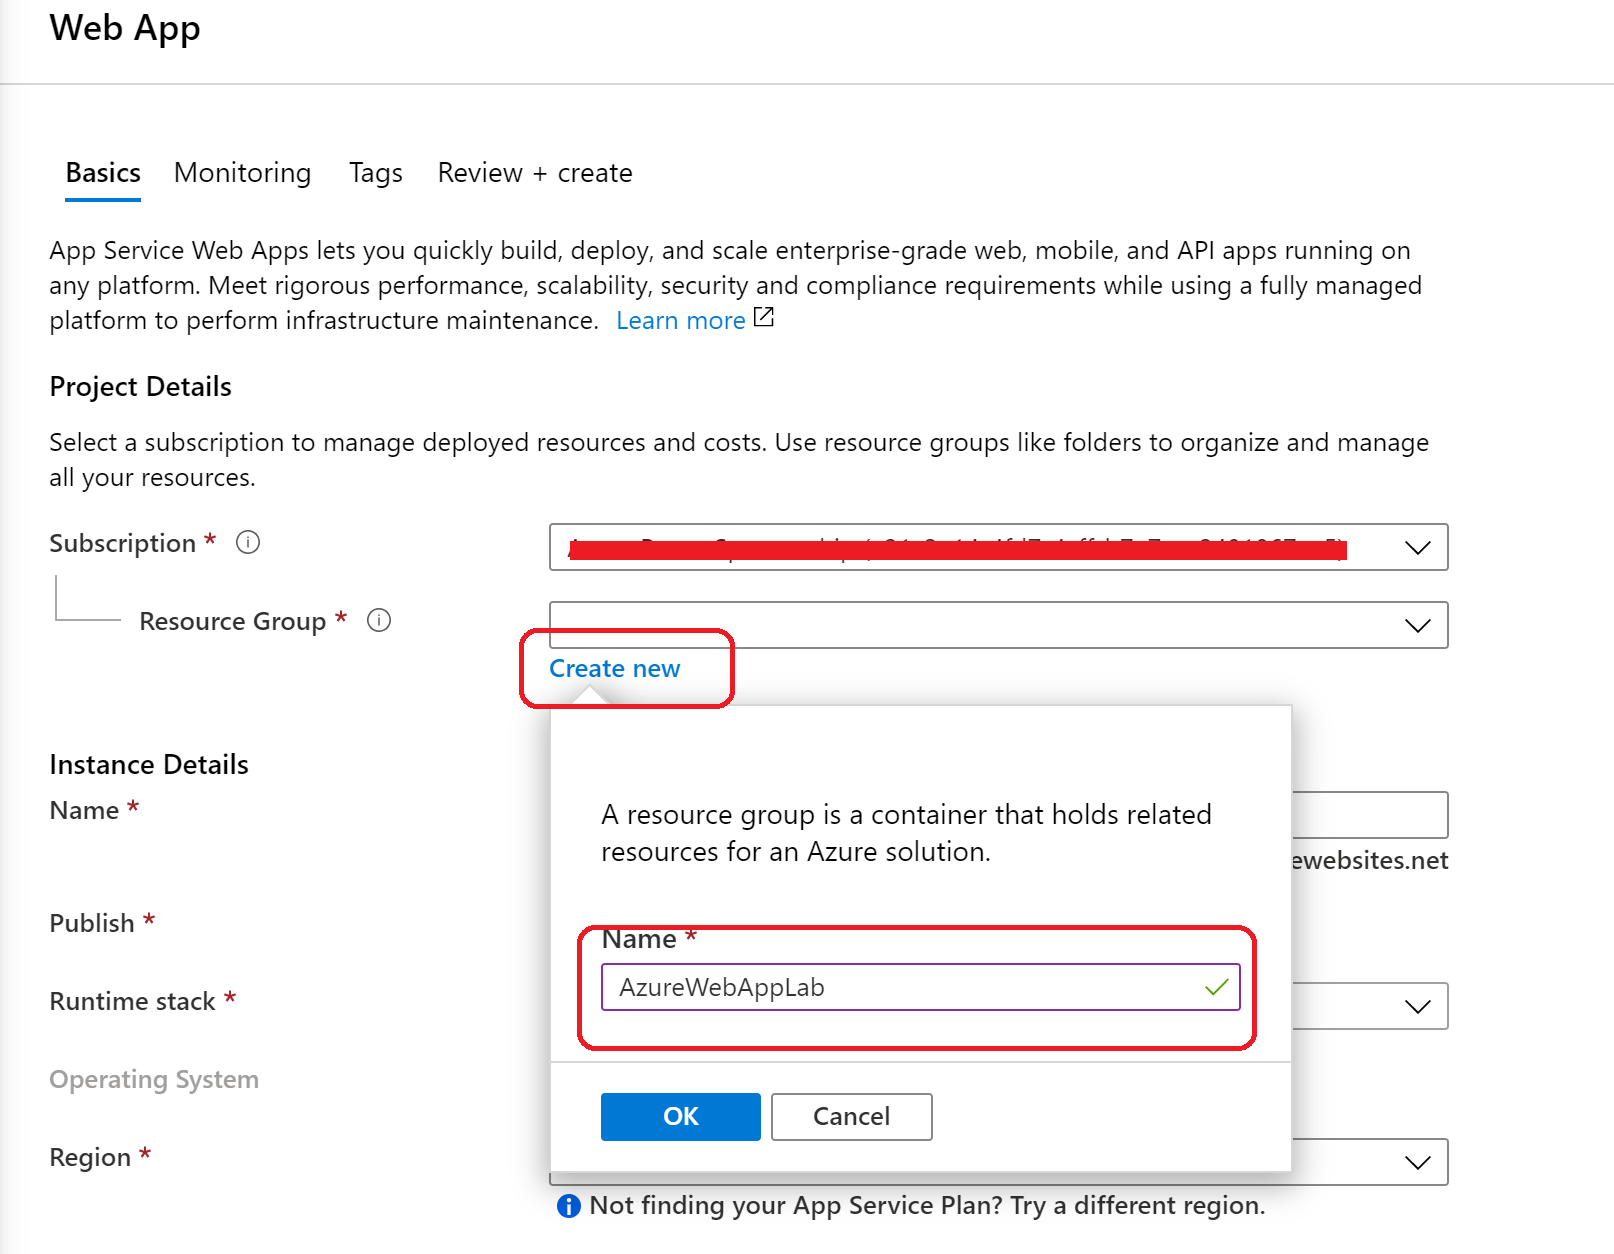 Web App
Basics Monitoring Tags Review + create
App Service Web Apps lets you quickly build, deploy, and scale enterprise-grade web, mobile, and API apps running on
any platform. Meet rigorous performance, scalability, security and compliance requirements while using a fully managed
platform to perform infrastructure maintenance. Learn more
Project Details
Select a subscription to manage deployed resources and costs. Use resource groups like folders to organize and manage
all your resources.
Subscription *
Resource Group *
Create new
Instance Details
Name *
A resource group is a container that holds related
resources for an Azure solution.
ewebsites.net
Publish *
Name *
AzureWebAppLab
Runtime stack *
Operating System
OK Cancel
Region *
Not finding your App Service Plan? Try a different region.